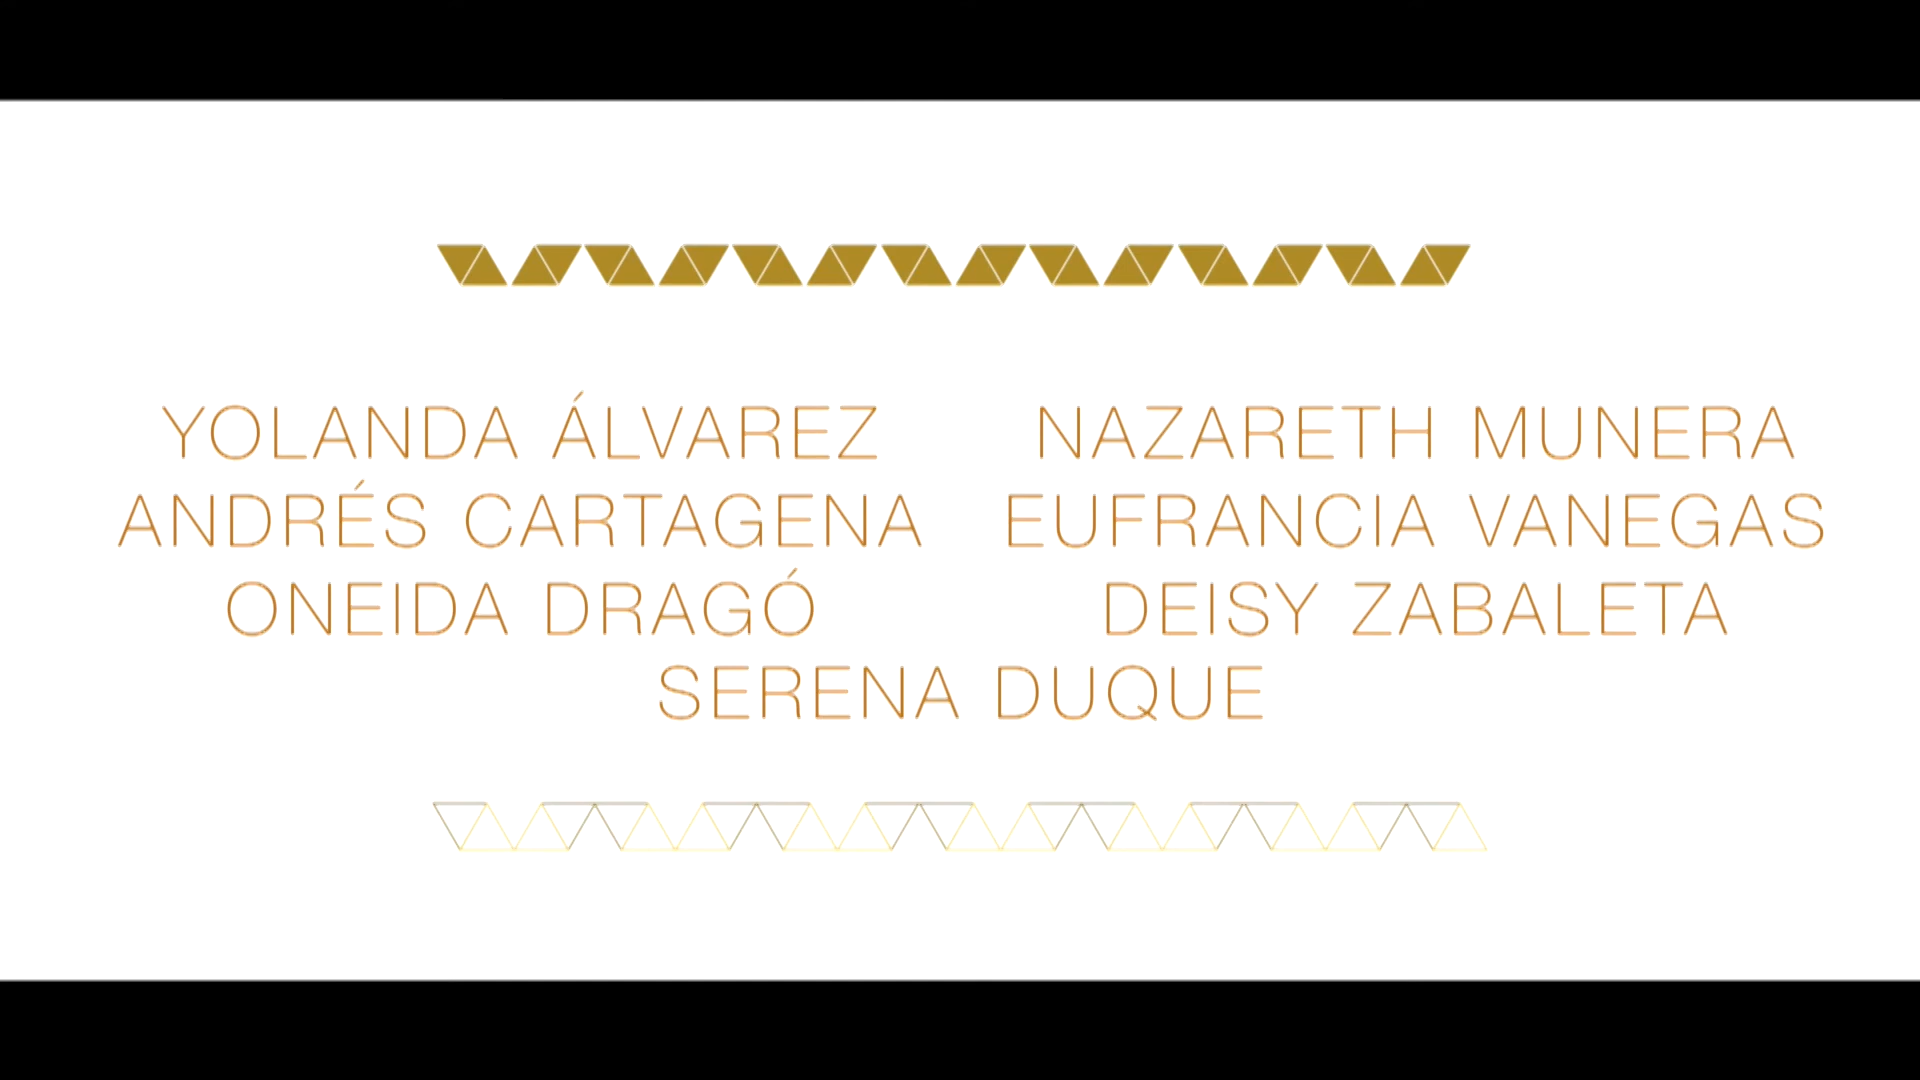 YOLANDA ÁLVAREZ
ANDRÉS CARTAGENA
ONEIDA DRAGÓ
NAZARETH MUNERA
EUFRANCIA VANEGAS
DEISY ZABALETA
SERENA DUQUE